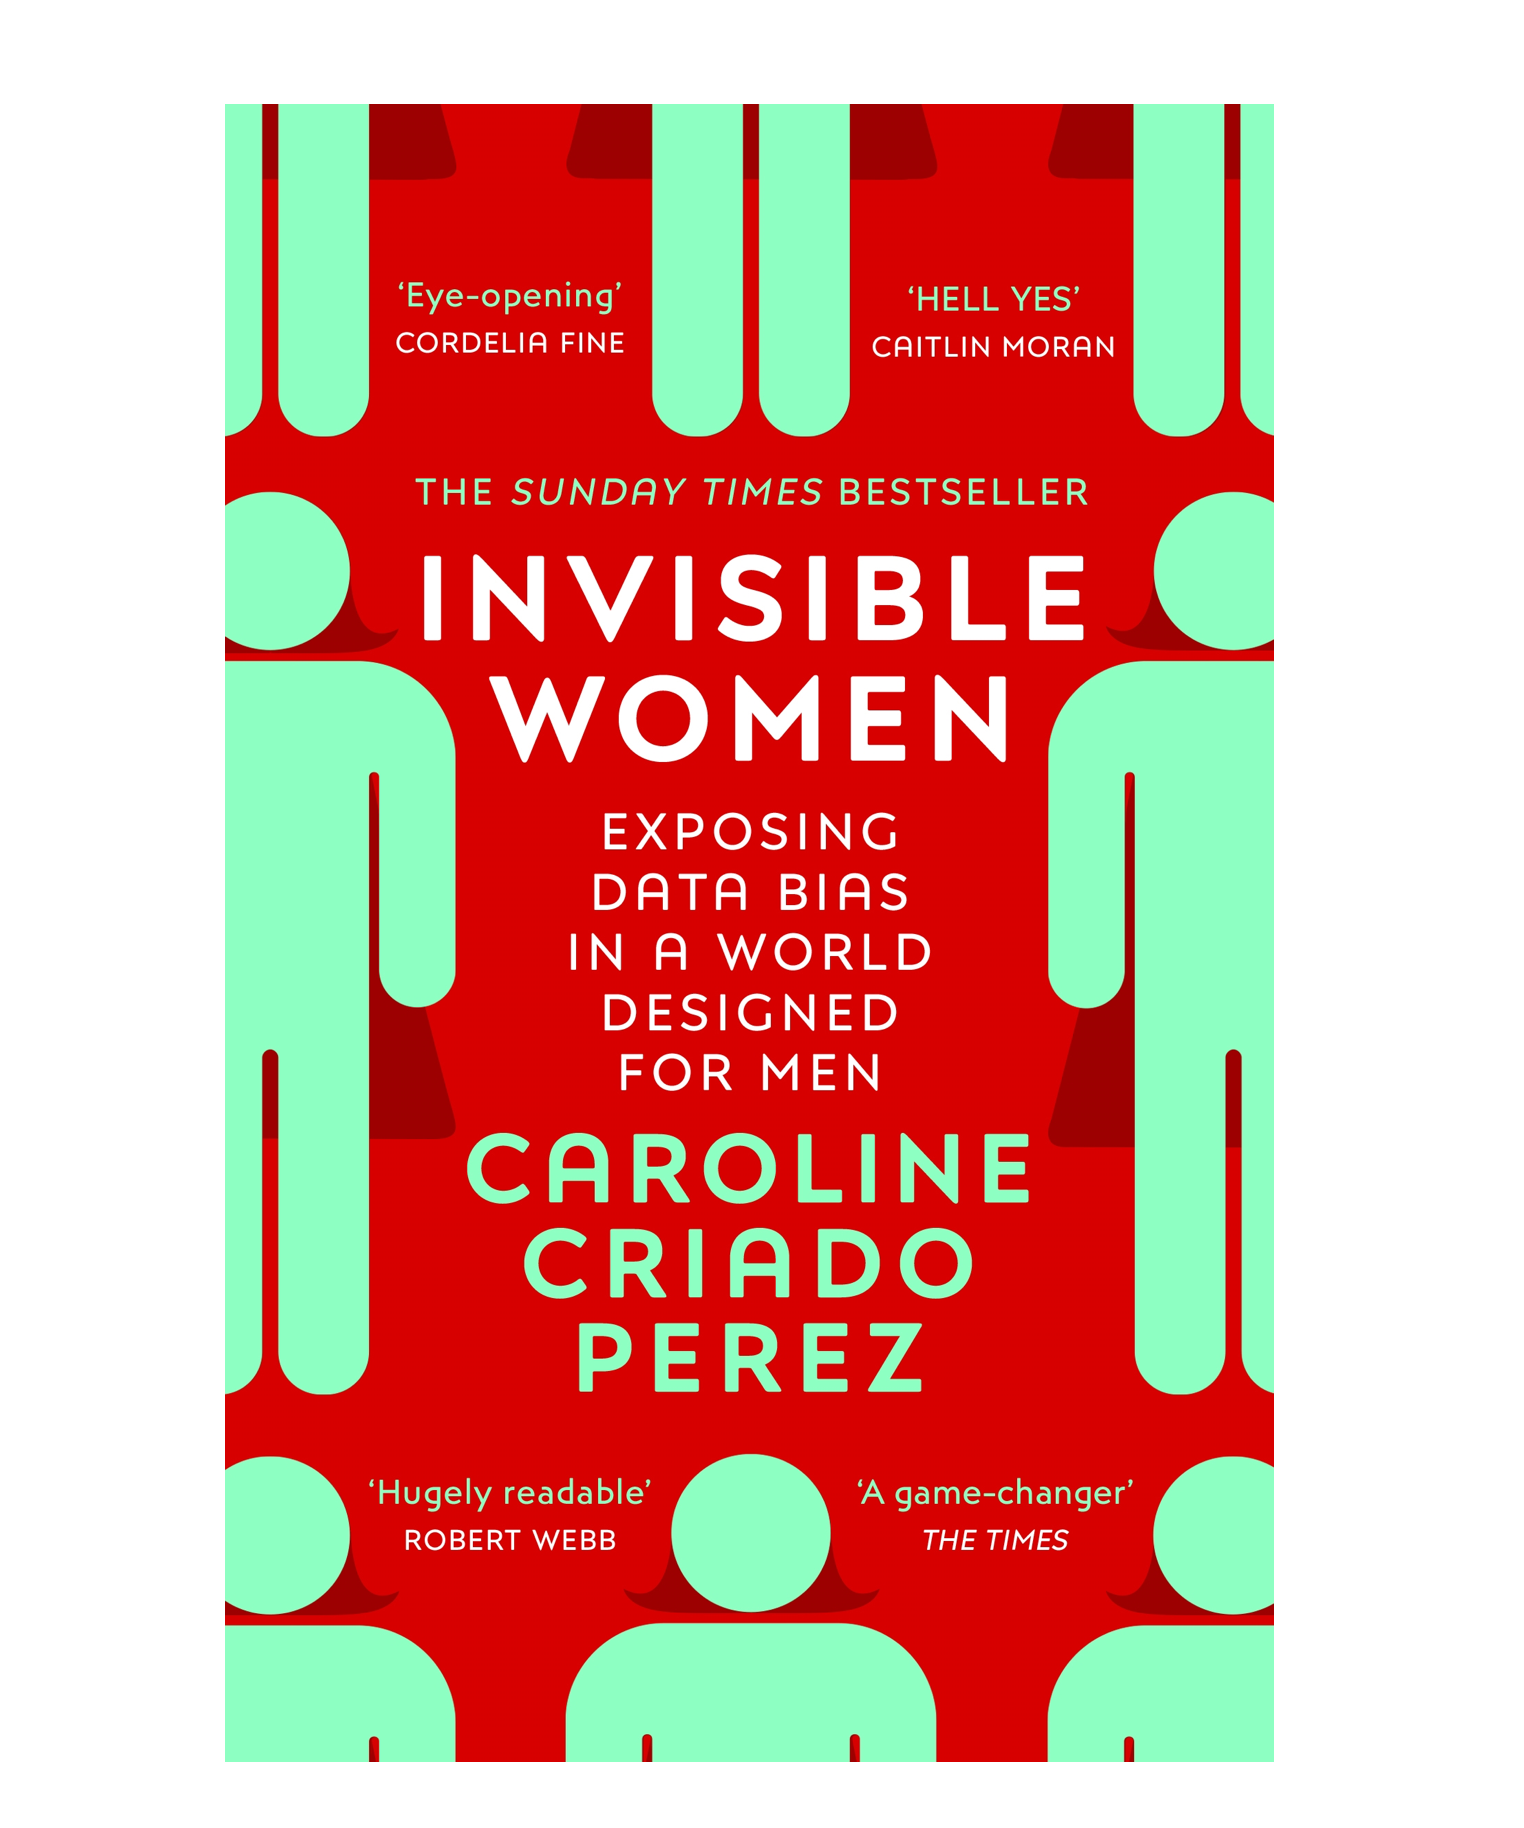 ‘Eye-opening’
CORDELIA FINE
‘HELL YES’
CAITLIN MORAN
THE SUNDAY TIMES BESTSELLER
INVISIBLE
WOMEN
EXPOSING
DATA BIAS
IN A WORLD
DESIGNED
FOR MEN
CAROLINE
CRIADO
PEREZ
‘Hugely readable’
ROBERT WEBB
‘A game-changer’
THE TIMES